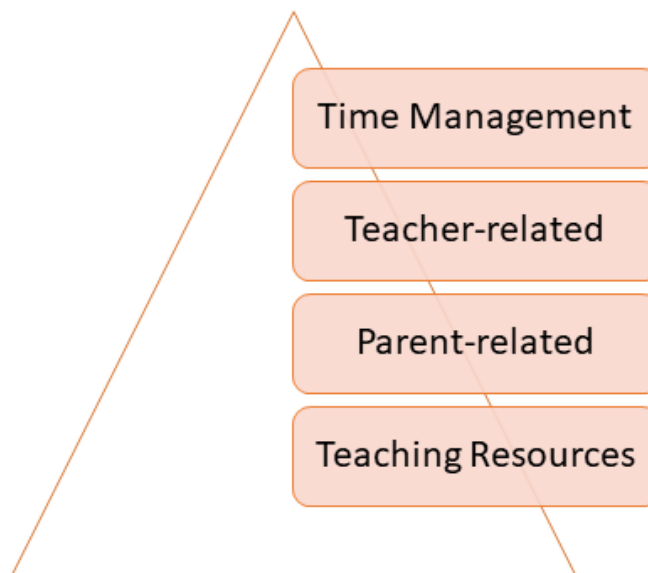 Time Management
Teacher-related
Parent-related
Teaching Resources